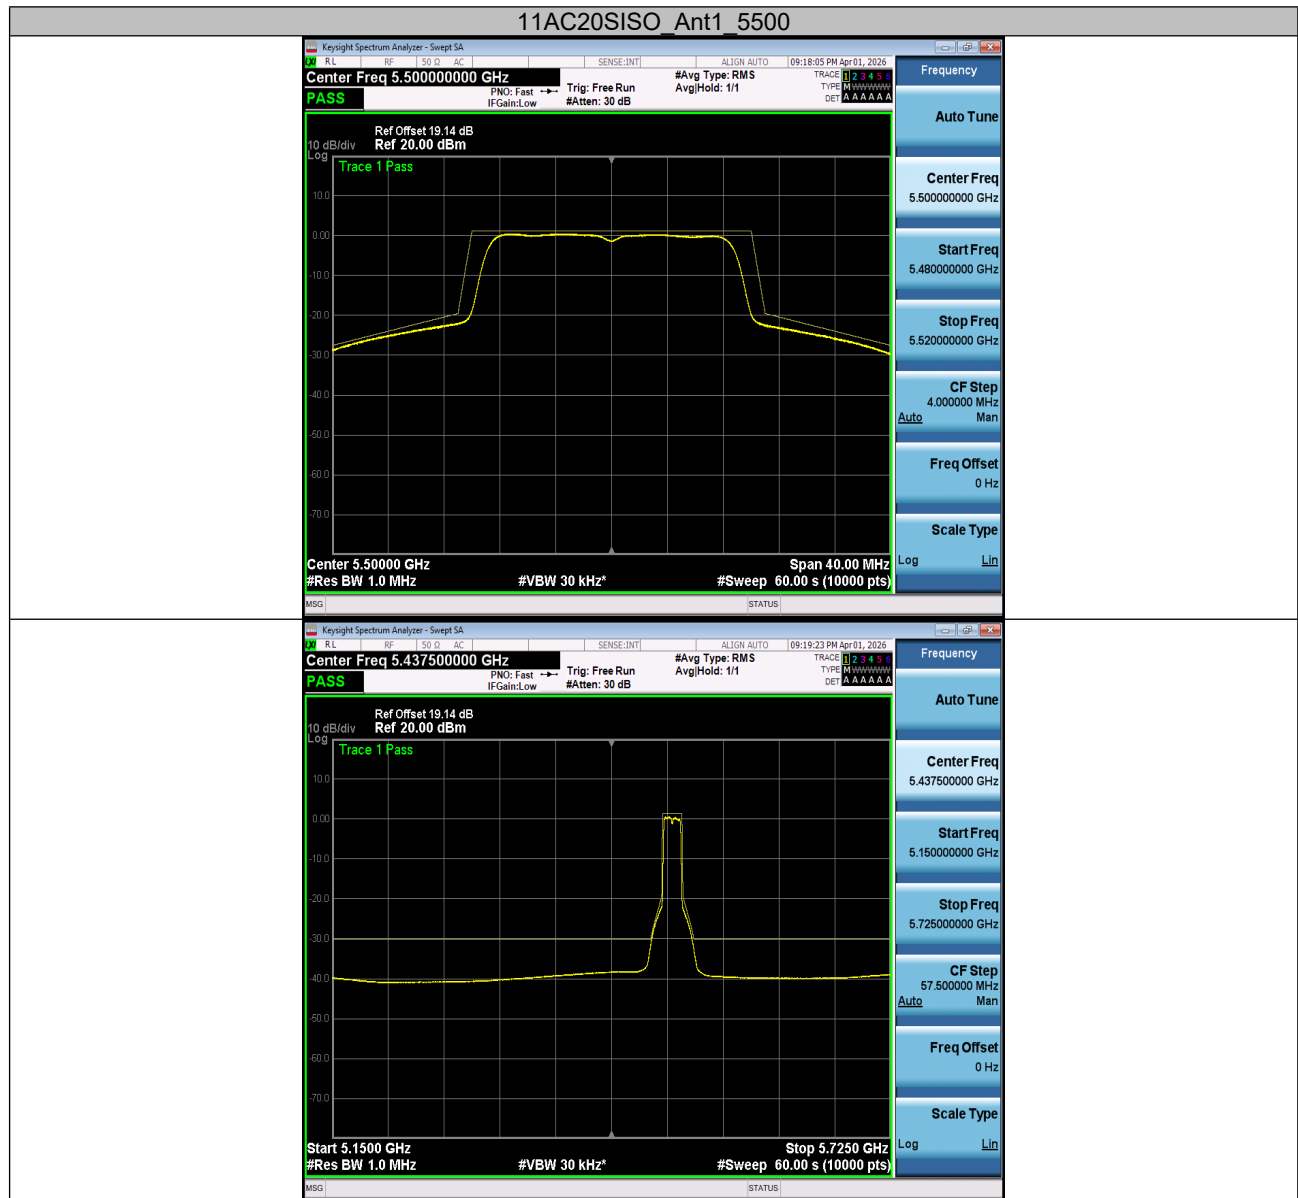 11AC20SISO_Ant1_5500
Keysight Spectrum Analyzer - Swept SA
LXI RL RF 50 Ω AC SENSE:INT ALIGN AUTO 09:18:05 PM Apr 01, 2026
Center Freq 5.500000000 GHz
PASS
PNO: Fast
IFGain:Low
Trig: Free Run
#Atten: 30 dB
#Avg Type: RMS
Avg|Hold: 1/1
TRACE 1 2 3 4 5 6
TYPE M WWWWW
DET A A A A A A
Ref Offset 19.14 dB
10 dB/div Ref 20.00 dBm
Log
Trace 1 Pass
10.0
0.00
-10.0
-20.0
-30.0
-40.0
-50.0
-60.0
-70.0
Center 5.50000 GHz Span 40.00 MHz
#Res BW 1.0 MHz #VBW 30 kHz* #Sweep 60.00 s (10000 pts)
MSG STATUS
Frequency
Auto Tune
Center Freq
5.500000000 GHz
Start Freq
5.480000000 GHz
Stop Freq
5.520000000 GHz
CF Step
4.000000 MHz
Auto Man
Freq Offset
0 Hz
Scale Type
Log Lin
Keysight Spectrum Analyzer - Swept SA
LXI RL RF 50 Ω AC SENSE:INT ALIGN AUTO 09:19:23 PM Apr 01, 2026
Center Freq 5.437500000 GHz
PASS
PNO: Fast
IFGain:Low
Trig: Free Run
#Atten: 30 dB
#Avg Type: RMS
Avg|Hold: 1/1
TRACE 1 2 3 4 5 6
TYPE M WWWWW
DET A A A A A A
Ref Offset 19.14 dB
10 dB/div Ref 20.00 dBm
Log
Trace 1 Pass
10.0
0.00
-10.0
-20.0
-30.0
-40.0
-50.0
-60.0
-70.0
Start 5.1500 GHz Stop 5.7250 GHz
#Res BW 1.0 MHz #VBW 30 kHz* #Sweep 60.00 s (10000 pts)
MSG STATUS
Frequency
Auto Tune
Center Freq
5.437500000 GHz
Start Freq
5.150000000 GHz
Stop Freq
5.725000000 GHz
CF Step
57.500000 MHz
Auto Man
Freq Offset
0 Hz
Scale Type
Log Lin